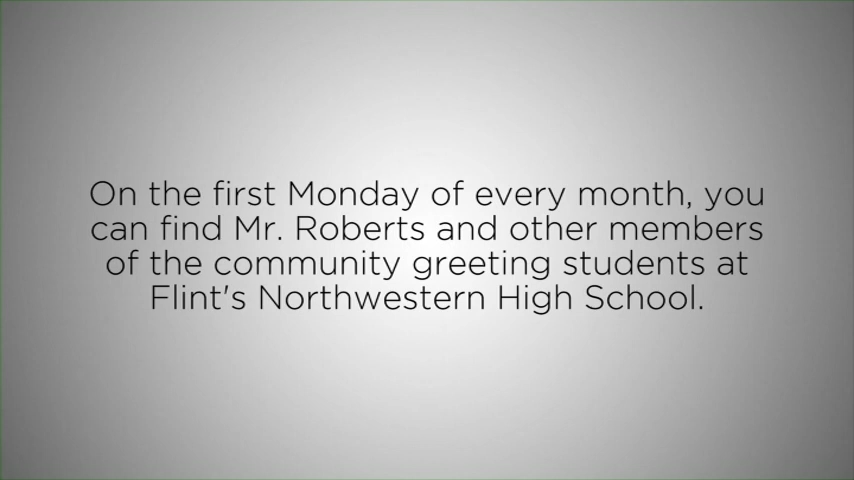 On the first Monday of every month, you
can find Mr. Roberts and other members
of the community greeting students at
Flint's Northwestern High School.